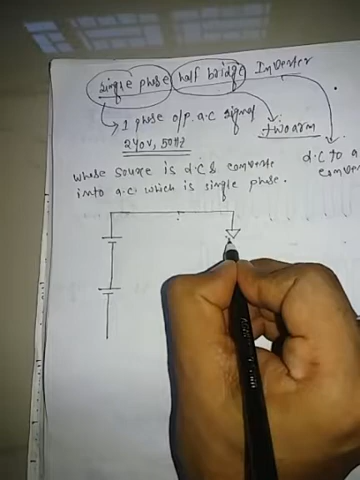 single phase half bridge Inverter
1 phase o/p a.c signal
240V, 50Hz
two arm
d.c to a
conver
whose source is d.c & converts
into a.c which is single phase.